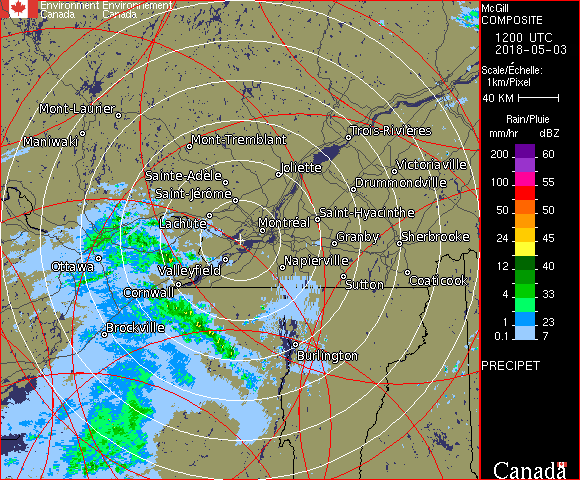 Environment Environnement
Canada Canada
McGill
COMPOSITE
1200 UTC
2018-05-03
Scale/Échelle:
1km/Pixel
40 KM
Rain/Pluie
mm/hr dBZ
200 60
100 55
75 53
50 50
24 45
12 40
4 33
1 23
0.1 7
PRECIPET
Canada
Mont-Laurier
Maniwaki
Mont-Tremblant
Trois-Rivières
Joliette
Victoriaville
Sainte-Adèle
Drummondville
Saint-Jérôme
Saint-Hyacinthe
Lachute
Montréal
Granby
Sherbrooke
Ottawa
Valleyfield
Napierville
Coaticook
Sutton
Cornwall
Brockville
Burlington